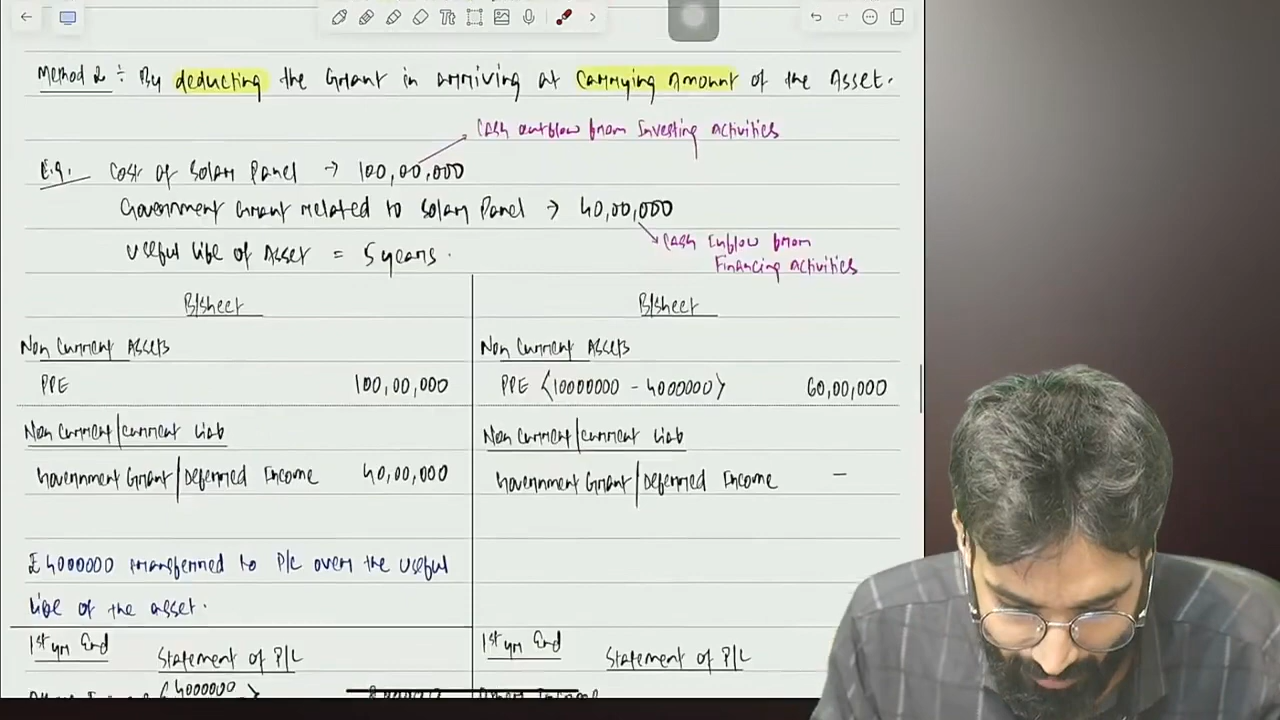 Method 2 ÷ By deducting the Grant in arriving at Carrying Amount of the Asset.
Cash outflow from Investing Activities
E.g. Cost of Solar Panel → 100,00,000
Government Grant related to Solar Panel → 40,00,000
Useful life of Asset = 5 years.
Cash Inflow from
Financing Activities
B/Sheet
Non Current Assets
PPE 100,00,000
Non Current/Current Liab
Government Grant/Deferred Income 40,00,000
£4000000 transferred to P/L over the useful
life of the asset.
1st yr End
Statement of P/L
B/Sheet
Non Current Assets
PPE <10000000 - 4000000> 60,00,000
Non Current/Current Liab
Government Grant/Deferred Income —
1st yr End
Statement of P/L
(4000000